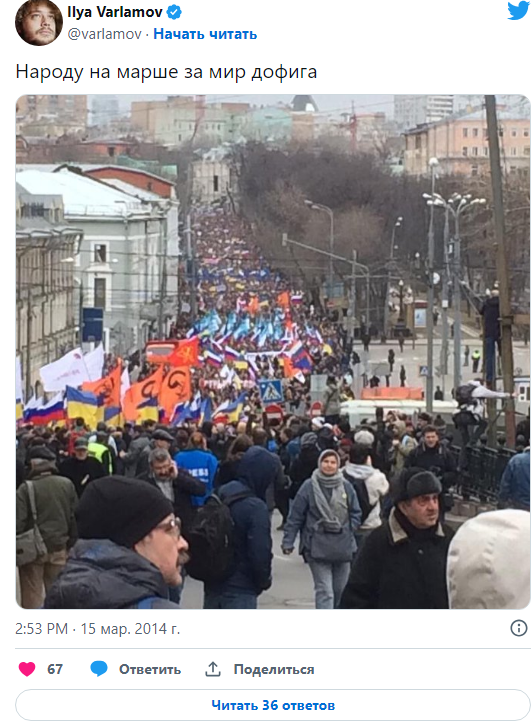 Ilya Varlamov
@varlamov · Начать читать
Народу на марше за мир дофига
2:53 PM · 15 мар. 2014 г.
67 Ответить Поделиться
Читать 36 ответов